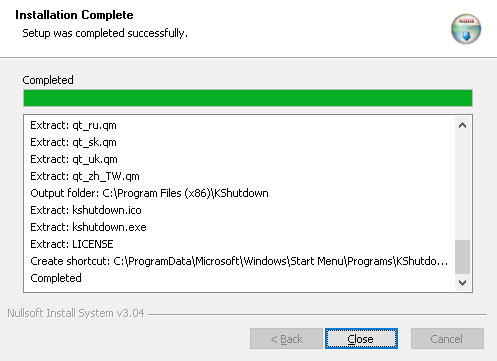 Installation Complete
Setup was completed successfully.
Completed
Extract: qt_ru.qm
Extract: qt_sk.qm
Extract: qt_uk.qm
Extract: qt_zh_TW.qm
Output folder: C:\Program Files (x86)\KShutdown
Extract: kshutdown.ico
Extract: kshutdown.exe
Extract: LICENSE
Create shortcut: C:\ProgramData\Microsoft\Windows\Start Menu\Programs\KShutdo...
Completed
Nullsoft Install System v3.04
< Back
Close
Cancel